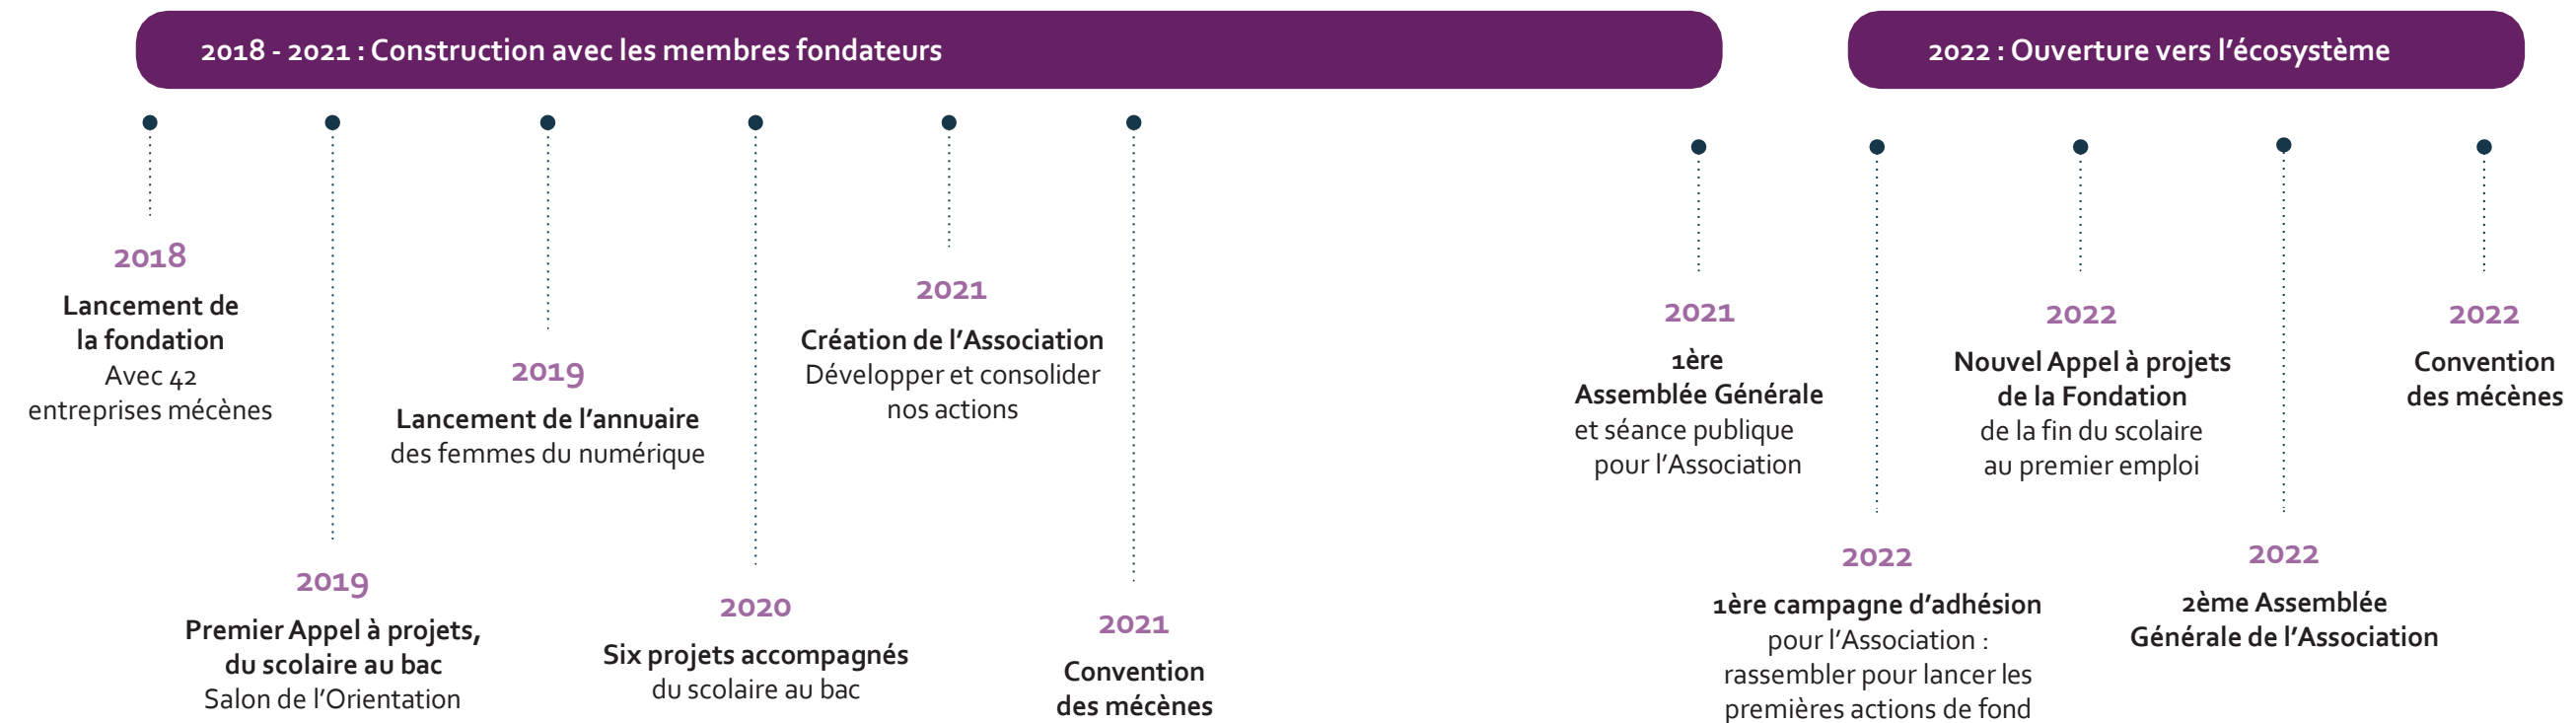 2018 - 2021 : Construction avec les membres fondateurs
2022 : Ouverture vers l’écosystème
2018
Lancement de
la fondation
Avec 42
entreprises mécènes
2019
Premier Appel à projets,
du scolaire au bac
Salon de l’Orientation
2019
Lancement de l’annuaire
des femmes du numérique
2020
Six projets accompagnés
du scolaire au bac
2021
Création de l’Association
Développer et consolider
nos actions
2021
Convention
des mécènes
2021
1ère
Assemblée Générale
et séance publique
pour l’Association
2022
1ère campagne d’adhésion
pour l’Association :
rassembler pour lancer les
premières actions de fond
2022
Nouvel Appel à projets
de la Fondation
de la fin du scolaire
au premier emploi
2022
2ème Assemblée
Générale de l’Association
2022
Convention
des mécènes